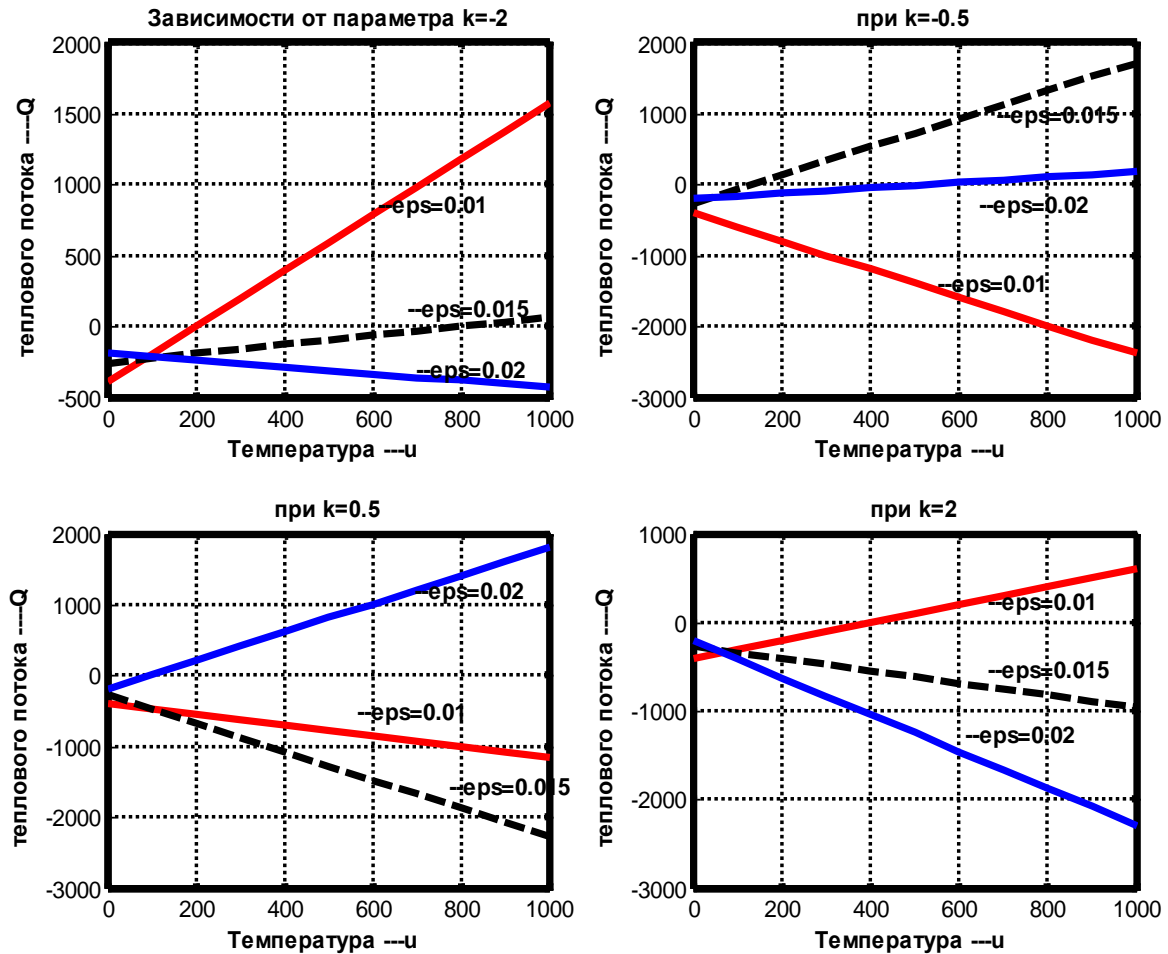 Зависимости от параметра k=-2
теплового потока ----Q
2000
1500
1000
500
0
-500
--eps=0.01
--eps=0.015
--eps=0.02
0 200 400 600 800 1000
Температура ---u
при k=-0.5
теплового потока ----Q
2000
1000
0
-1000
-2000
-3000
--eps=0.015
--eps=0.02
--eps=0.01
0 200 400 600 800 1000
Температура ---u
при k=0.5
теплового потока ----Q
2000
1000
0
-1000
-2000
-3000
--eps=0.02
--eps=0.01
--eps=0.015
0 200 400 600 800 1000
Температура ---u
при k=2
теплового потока ----Q
1000
0
-1000
-2000
-3000
--eps=0.01
--eps=0.015
--eps=0.02
0 200 400 600 800 1000
Температура ---u